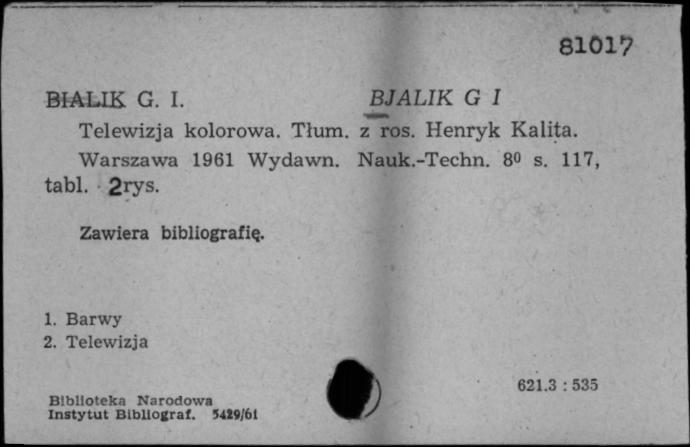 81017
BIALIK G. I. BJALIK G I
Telewizja kolorowa. Tłum. z ros. Henryk Kalita.
Warszawa 1961 Wydawn. Nauk.-Techn. 8⁰ s. 117,
tabl. 2rys.
Zawiera bibliografię.
1. Barwy
2. Telewizja
621.3 : 535
Biblioteka Narodowa
Instytut Bibliograf. 5429/61